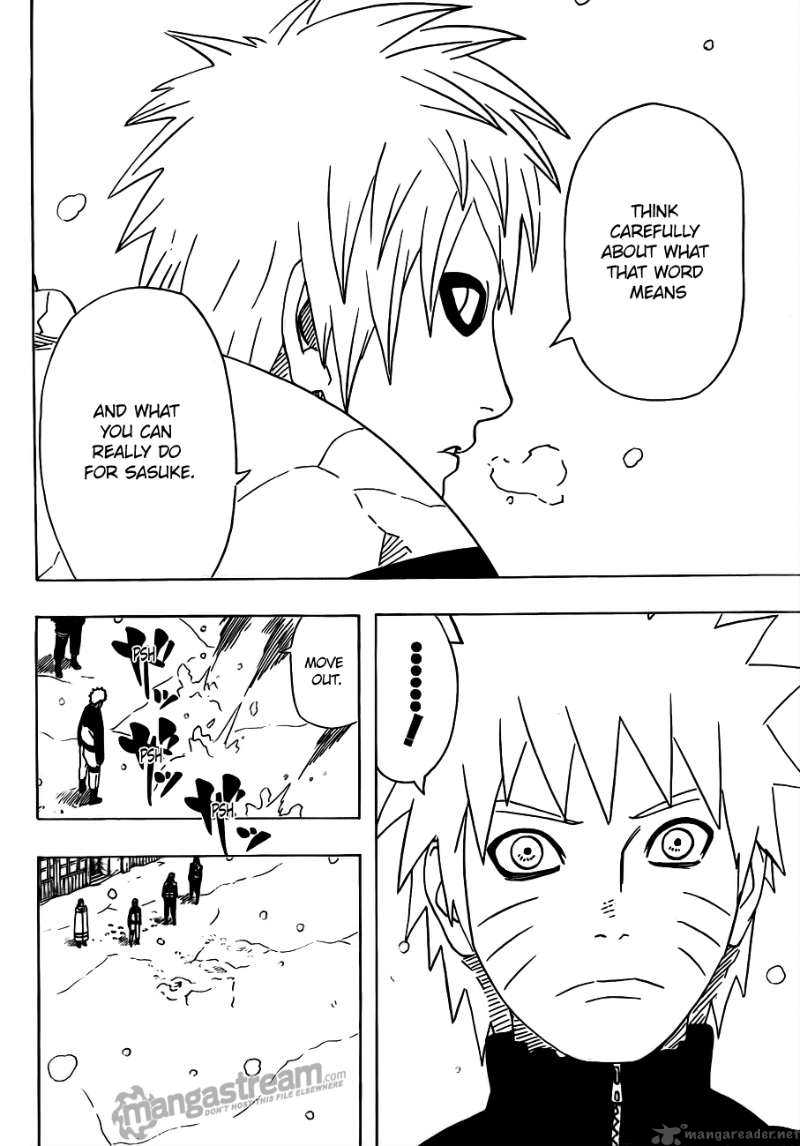 THINK
CAREFULLY
ABOUT WHAT
THAT WORD
MEANS
AND WHAT
YOU CAN
REALLY DO
FOR SASUKE.
......!
MOVE
OUT.
PSH
PSH
PSH
mangastream.com
DON'T HOST THIS FILE ELSEWHERE
mangareader.net